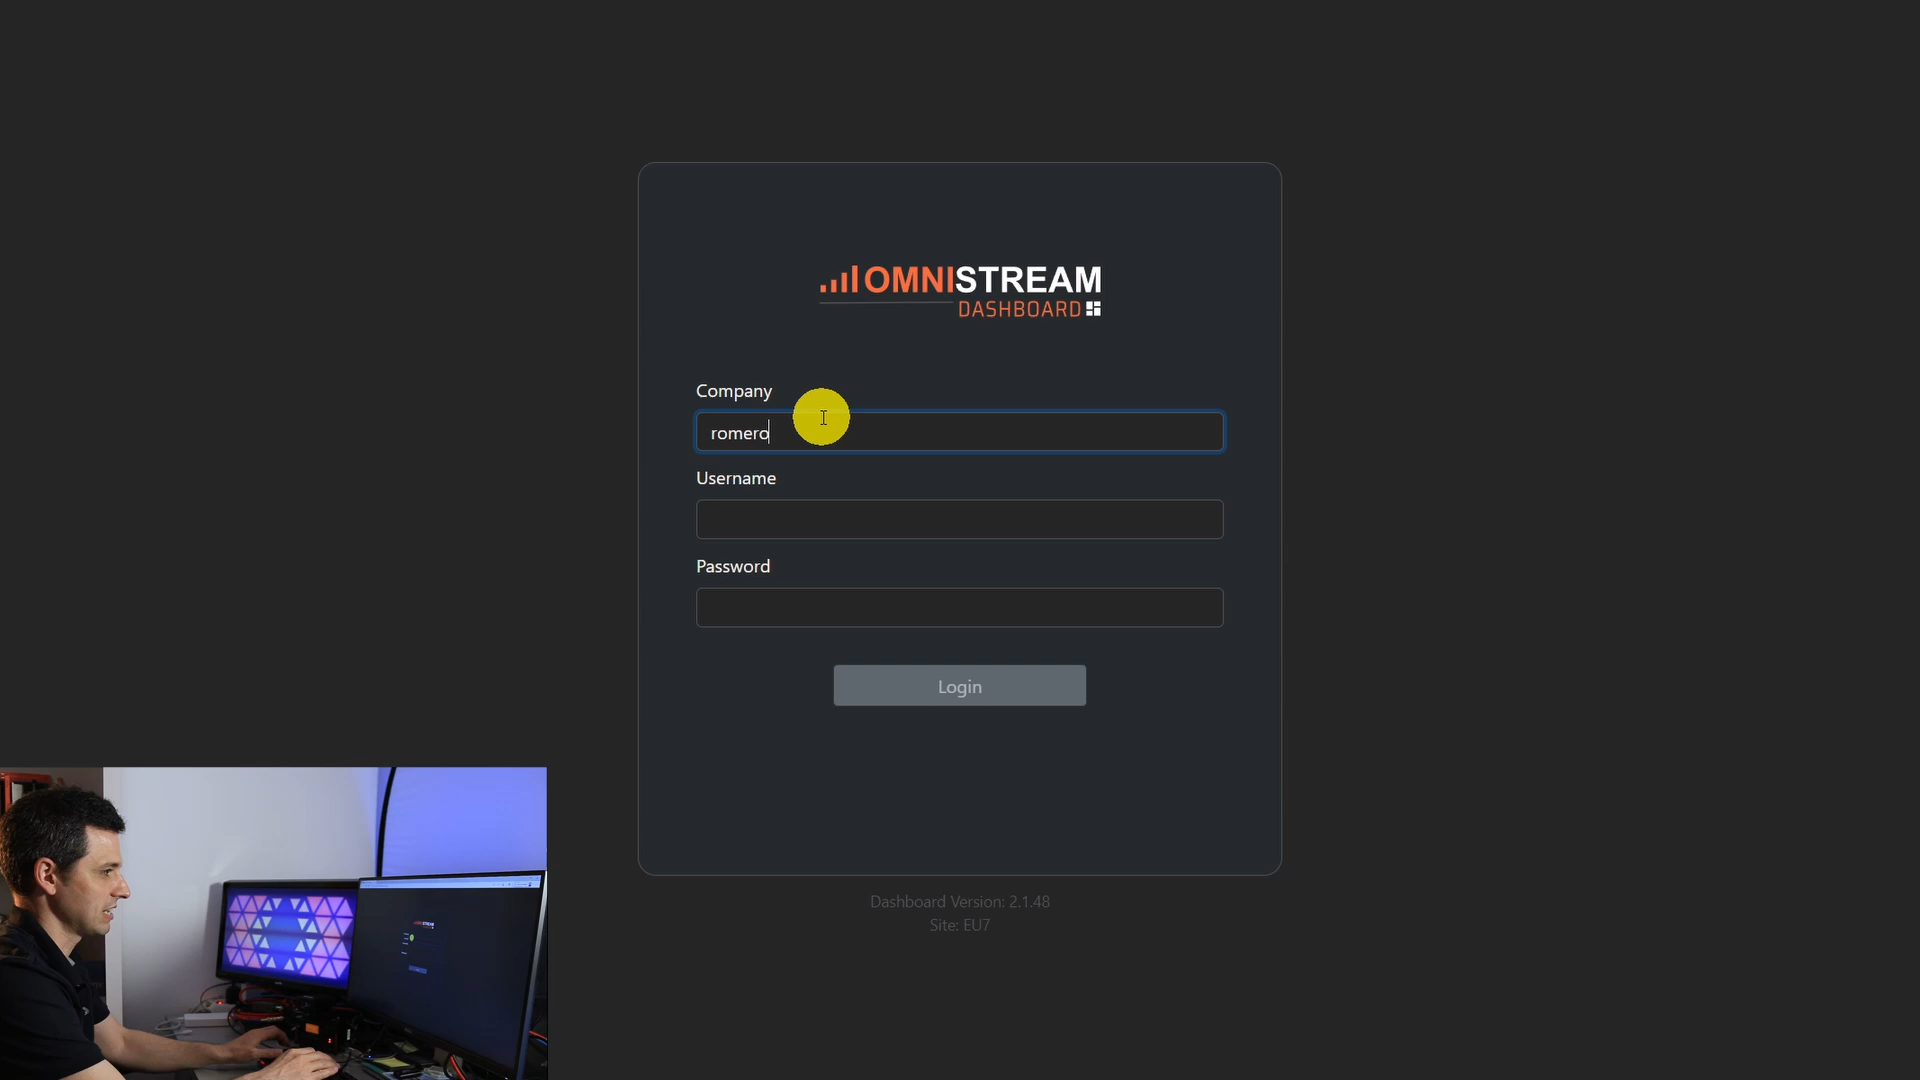 OMNISTREAM
DASHBOARD
Company
romero
Username
Password
Login
Dashboard Version: 2.1.48
Site: EU7